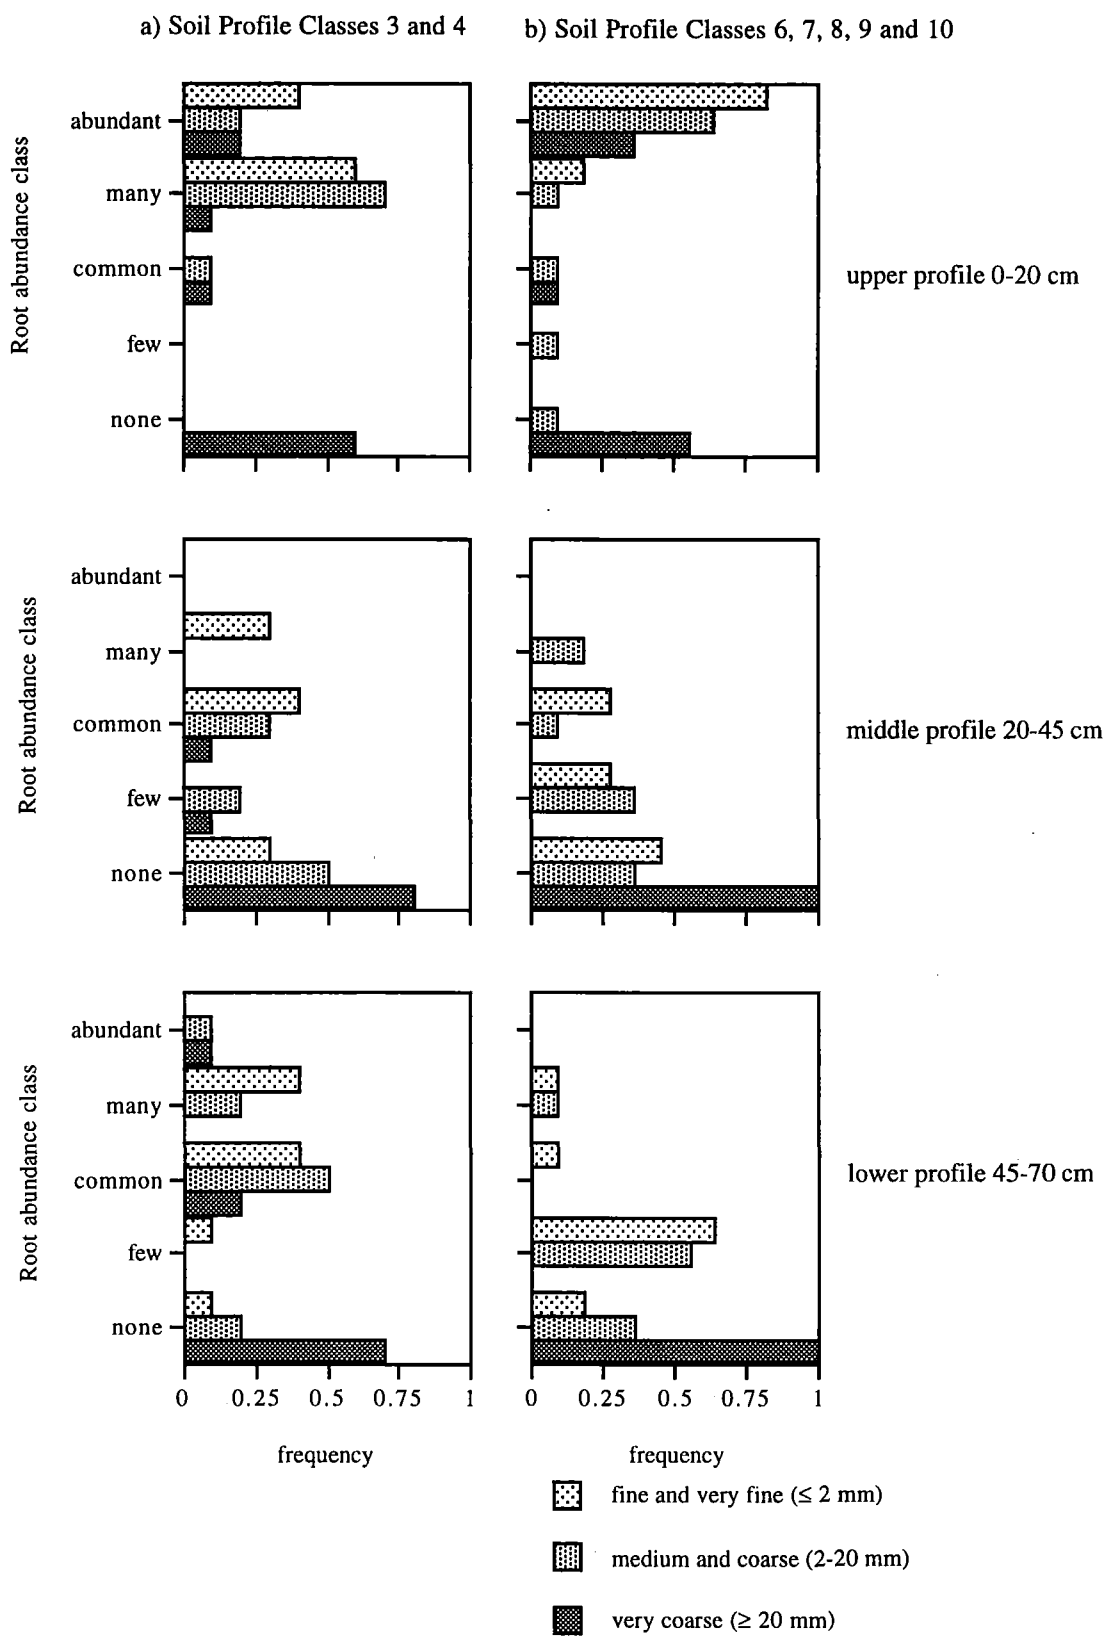 a) Soil Profile Classes 3 and 4
b) Soil Profile Classes 6, 7, 8, 9 and 10
Root abundance class
abundant
many
common
few
none
upper profile 0-20 cm
Root abundance class
abundant
many
common
few
none
middle profile 20-45 cm
Root abundance class
abundant
many
common
few
none
lower profile 45-70 cm
0 0.25 0.5 0.75 1
0 0.25 0.5 0.75 1
frequency
frequency
fine and very fine (≤ 2 mm)
medium and coarse (2-20 mm)
very coarse (≥ 20 mm)